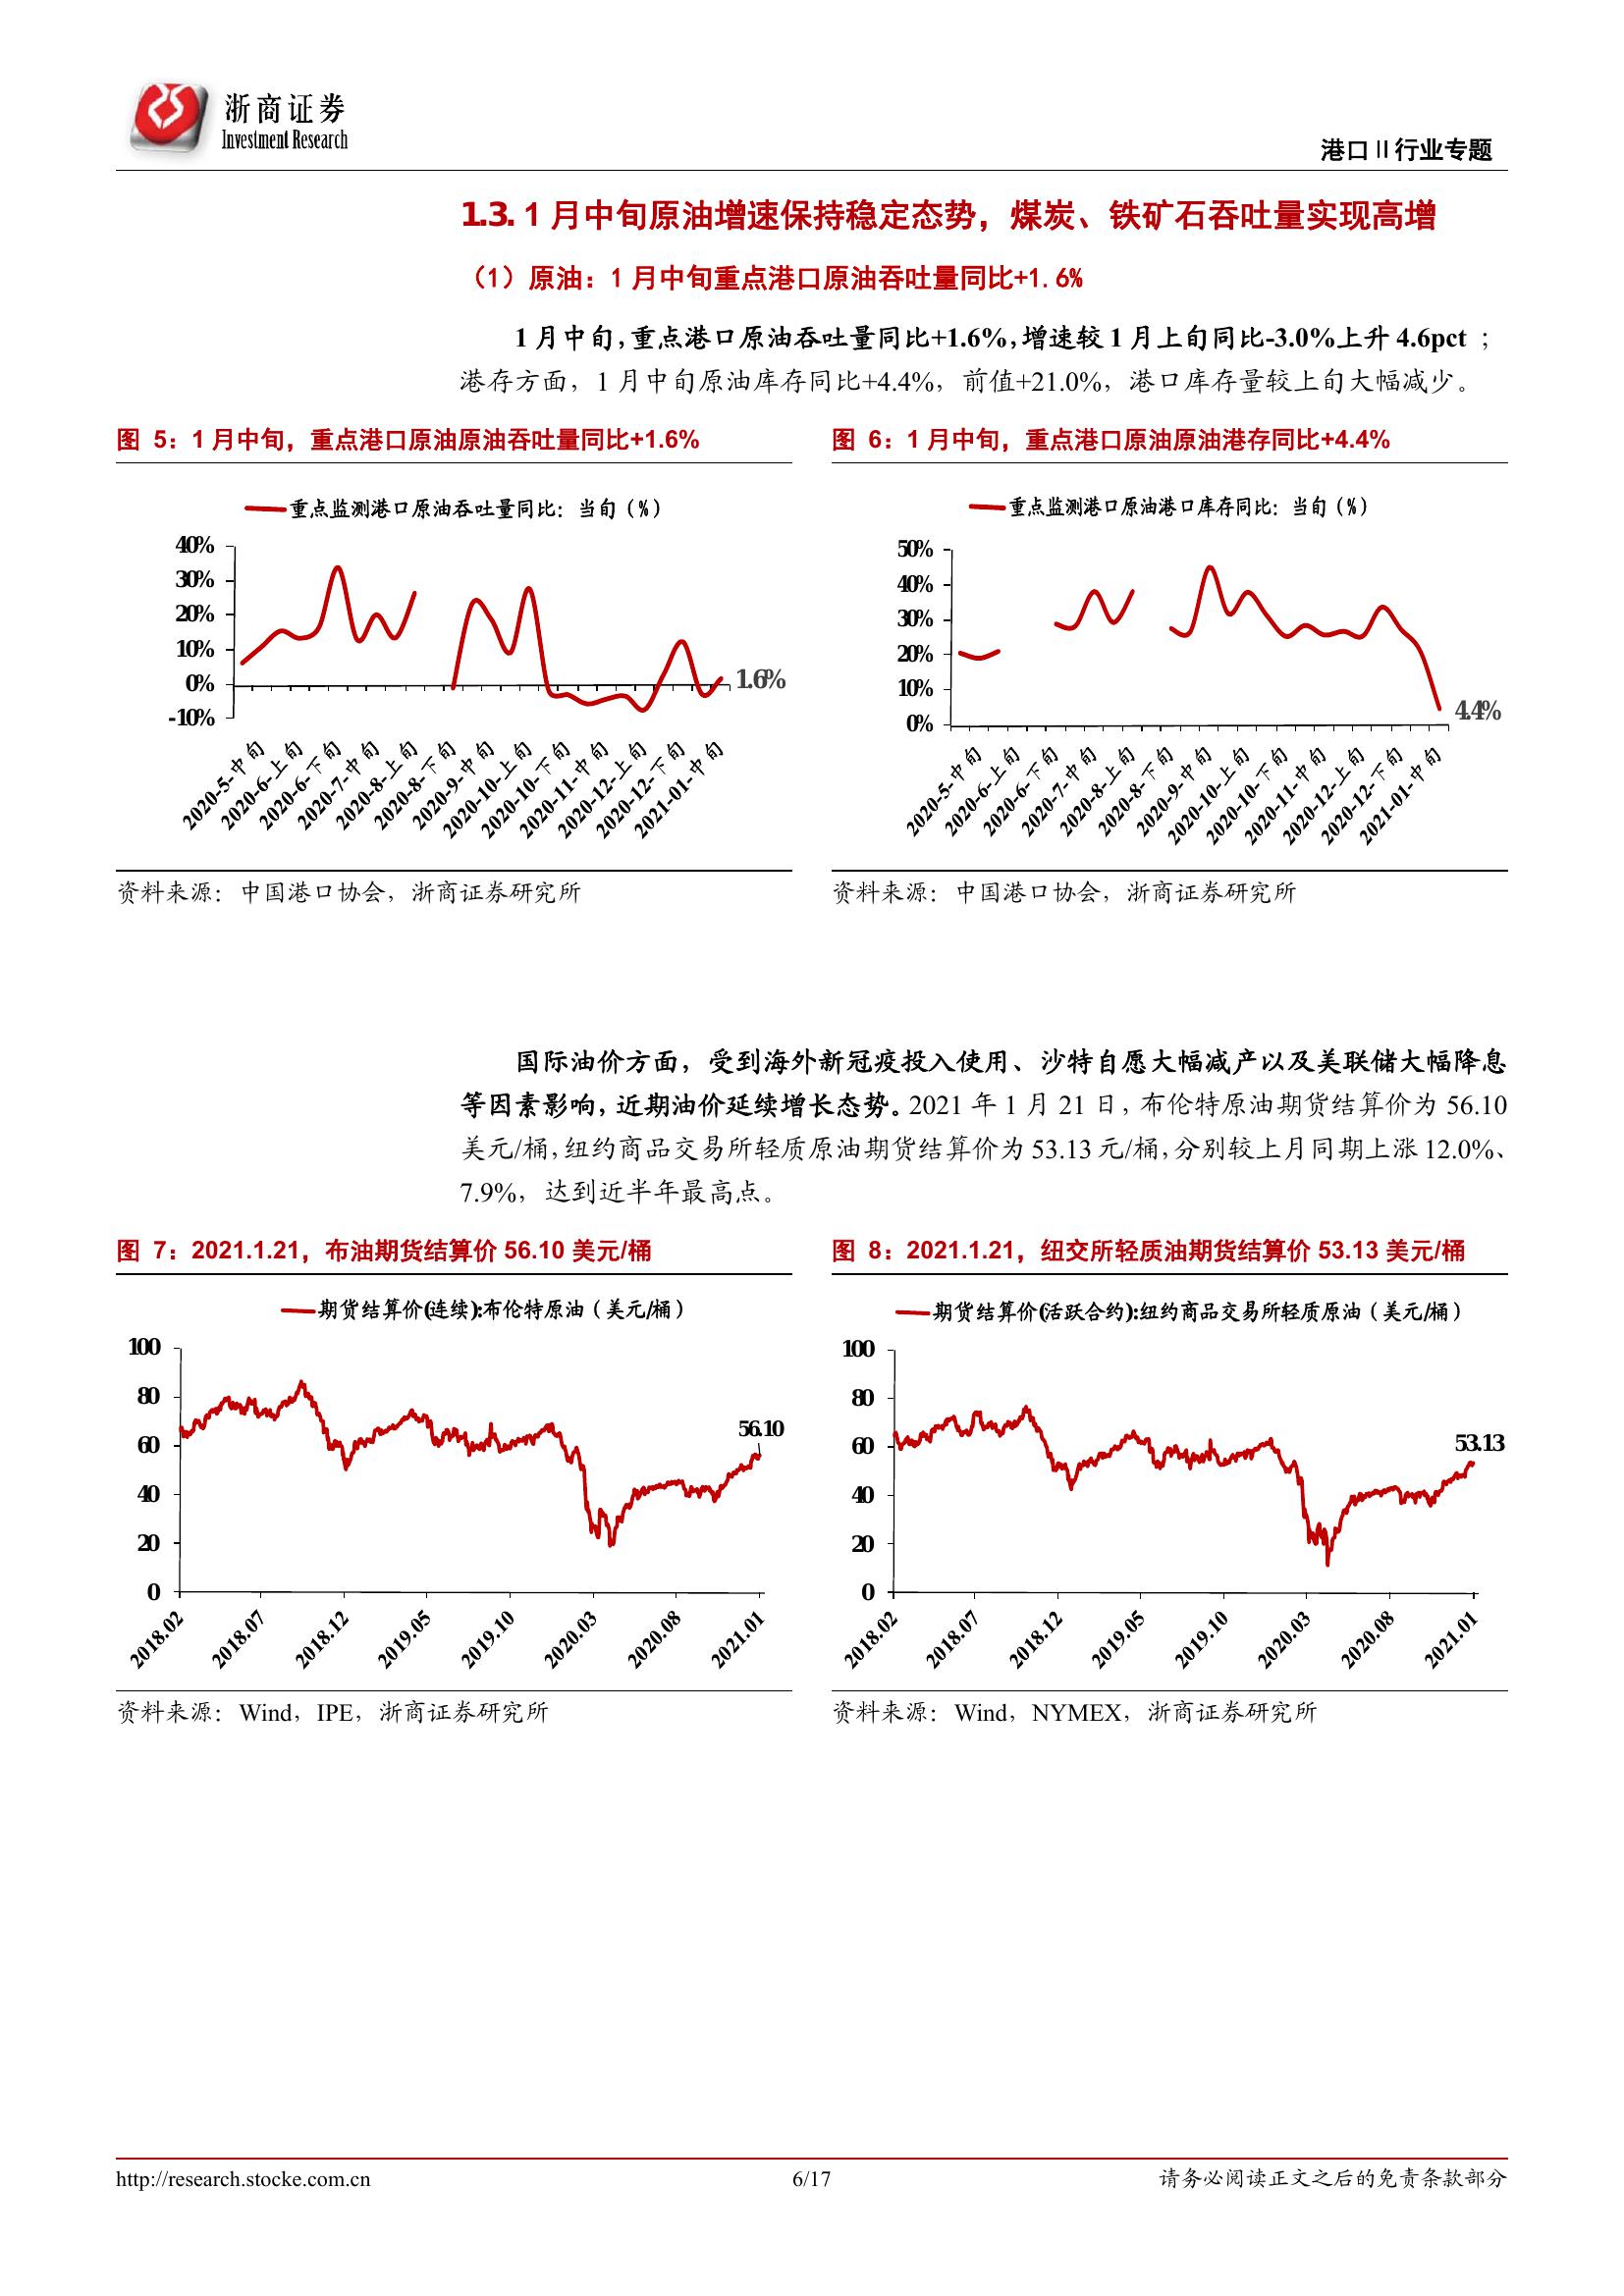 浙商证券
Investment Research
港口Ⅱ行业专题
1.3. 1 月中旬原油增速保持稳定态势，煤炭、铁矿石吞吐量实现高增
（1）原油：1 月中旬重点港口原油吞吐量同比+1.6%
1 月中旬，重点港口原油吞吐量同比+1.6%，增速较 1 月上旬同比-3.0%上升 4.6pct；
港存方面，1 月中旬原油库存同比+4.4%，前值+21.0%，港口库存量较上旬大幅减少。
图 5：1 月中旬，重点港口原油原油吞吐量同比+1.6%
重点监测港口原油吞吐量同比：当旬（%）
40%
30%
20%
10%
0%
-10%
1.6%
2020-5-中旬
2020-6-上旬
2020-6-下旬
2020-7-中旬
2020-8-上旬
2020-8-下旬
2020-9-中旬
2020-10-上旬
2020-10-下旬
2020-11-中旬
2020-12-上旬
2020-12-下旬
2021-01-中旬
资料来源：中国港口协会，浙商证券研究所
图 6：1 月中旬，重点港口原油原油港存同比+4.4%
重点监测港口原油港口库存同比：当旬（%）
50%
40%
30%
20%
10%
0%
4.4%
2020-5-中旬
2020-6-上旬
2020-6-下旬
2020-7-中旬
2020-8-上旬
2020-8-下旬
2020-9-中旬
2020-10-上旬
2020-10-下旬
2020-11-中旬
2020-12-上旬
2020-12-下旬
2021-01-中旬
资料来源：中国港口协会，浙商证券研究所
国际油价方面，受到海外新冠疫投入使用、沙特自愿大幅减产以及美联储大幅降息
等因素影响，近期油价延续增长态势。2021 年 1 月 21 日，布伦特原油期货结算价为 56.10
美元/桶，纽约商品交易所轻质原油期货结算价为 53.13 元/桶，分别较上月同期上涨 12.0%、
7.9%，达到近半年最高点。
图 7：2021.1.21，布油期货结算价 56.10 美元/桶
期货结算价(连续):布伦特原油（美元/桶）
100
80
60
40
20
0
56.10
2018.02
2018.07
2018.12
2019.05
2019.10
2020.03
2020.08
2021.01
资料来源：Wind，IPE，浙商证券研究所
图 8：2021.1.21，纽交所轻质油期货结算价 53.13 美元/桶
期货结算价(活跃合约):纽约商品交易所轻质原油（美元/桶）
100
80
60
40
20
0
53.13
2018.02
2018.07
2018.12
2019.05
2019.10
2020.03
2020.08
2021.01
资料来源：Wind，NYMEX，浙商证券研究所
http://research.stocke.com.cn
6/17
请务必阅读正文之后的免责条款部分